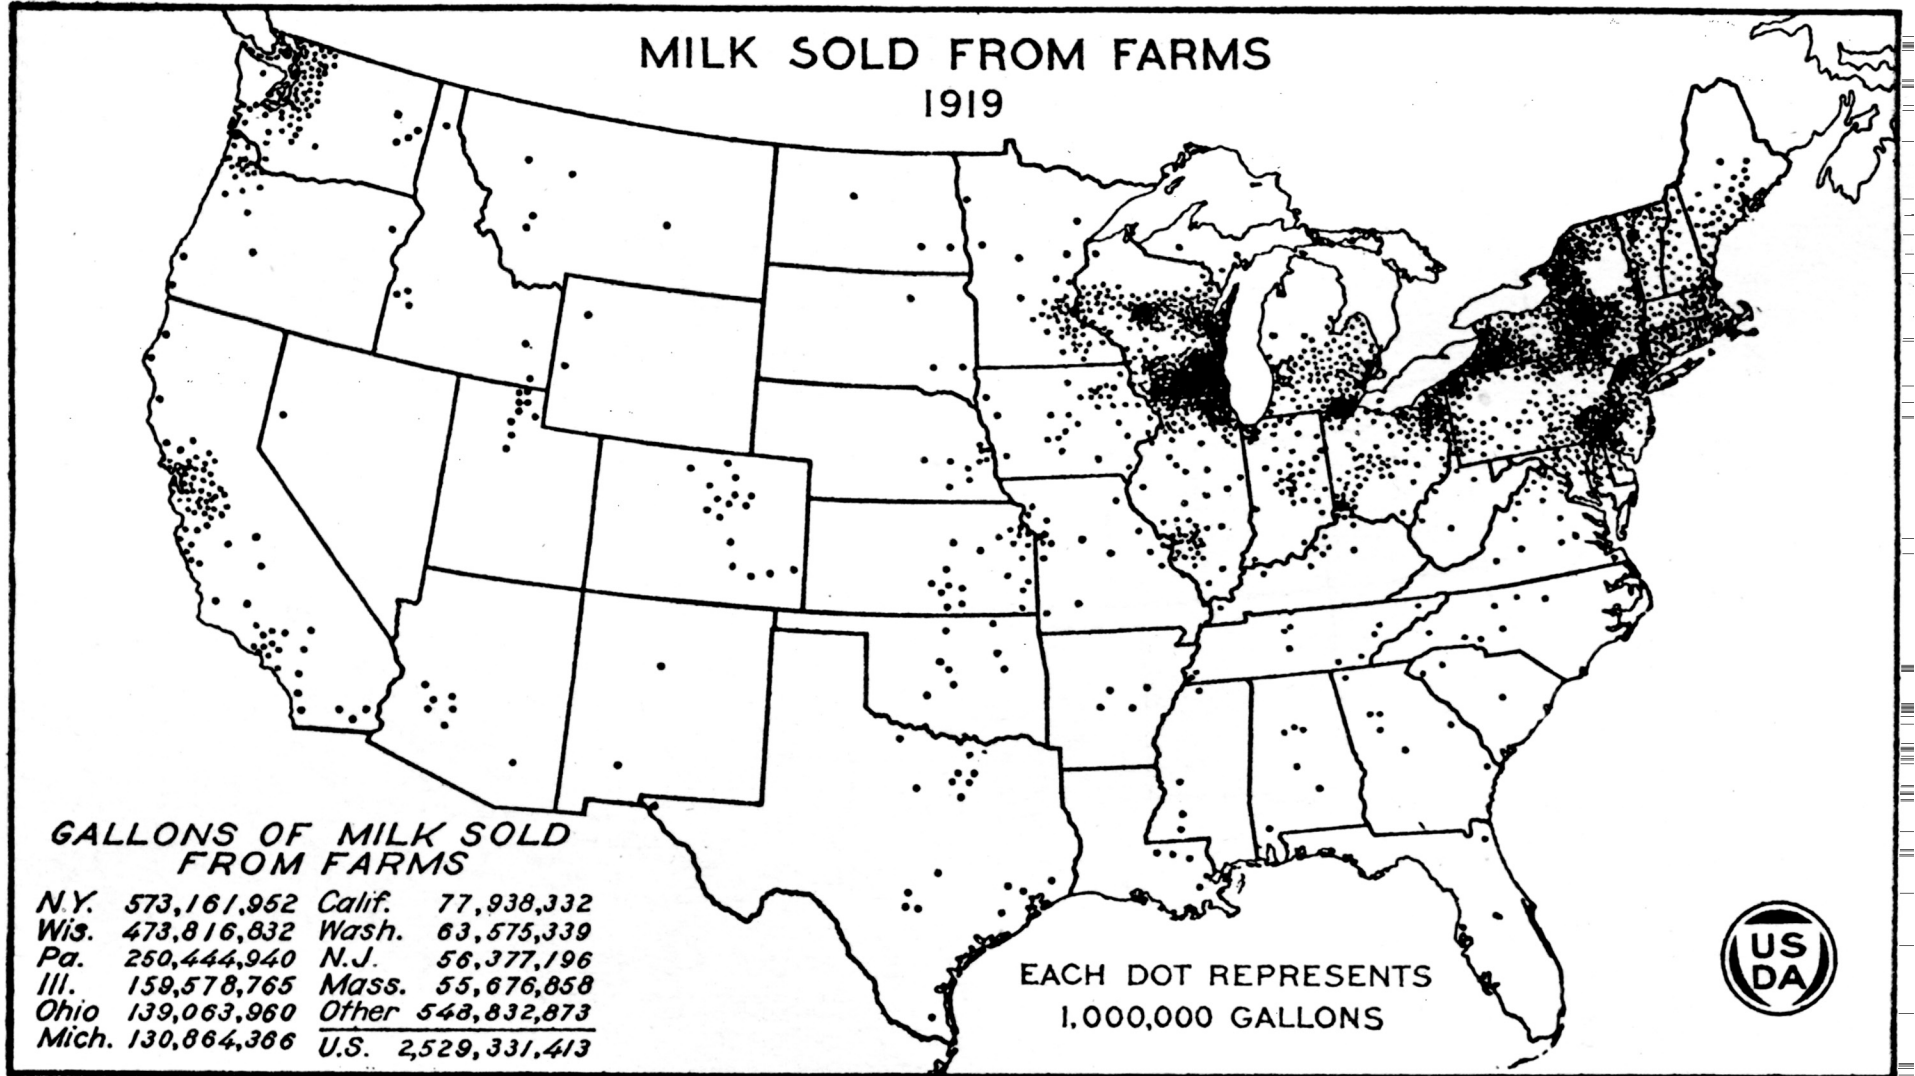 MILK SOLD FROM FARMS
1919
GALLONS OF MILK SOLD
FROM FARMS
N.Y. 573,161,952 Calif. 77,938,332
Wis. 473,816,832 Wash. 63,575,339
Pa. 250,444,940 N.J. 56,377,196
Ill. 159,578,765 Mass. 55,676,858
Ohio 139,063,960 Other 548,832,873
Mich. 130,864,366 U.S. 2,529,331,413
EACH DOT REPRESENTS
1,000,000 GALLONS
US
DA